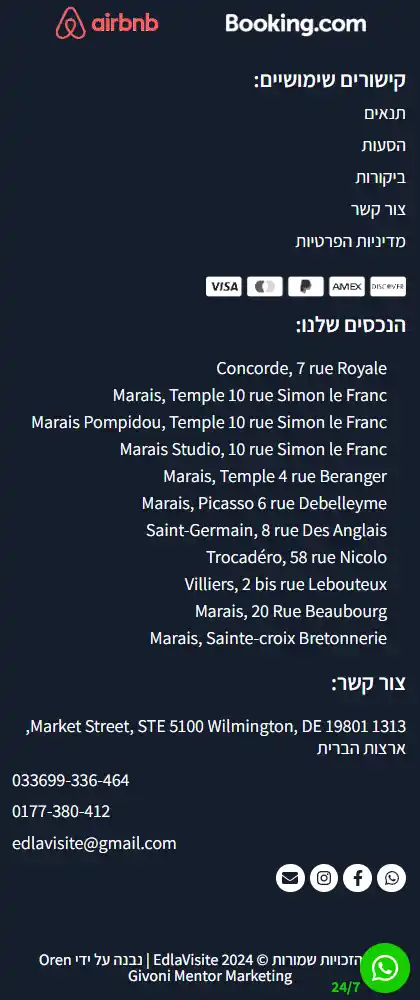 airbnb Booking.com
קישורים שימושיים:
תנאים
הסעות
ביקורות
צור קשר
מדיניות הפרטיות
VISA AMEX DISCOVER
הנכסים שלנו:
Concorde, 7 rue Royale
Marais, Temple 10 rue Simon le Franc
Marais Pompidou, Temple 10 rue Simon le Franc
Marais Studio, 10 rue Simon le Franc
Marais, Temple 4 rue Beranger
Marais, Picasso 6 rue Debelleyme
Saint-Germain, 8 rue Des Anglais
Trocadéro, 58 rue Nicolo
Villiers, 2 bis rue Lebouteux
Marais, 20 Rue Beaubourg
Marais, Sainte-croix Bretonnerie
צור קשר:
1313 Market Street, STE 5100 Wilmington, DE 19801,
ארצות הברית
033699-336-464
0177-380-412
edlavisite@gmail.com
הזכויות שמורות © 2024 EdlaVisite | נבנה על ידי Oren
Givoni Mentor Marketing
24/7